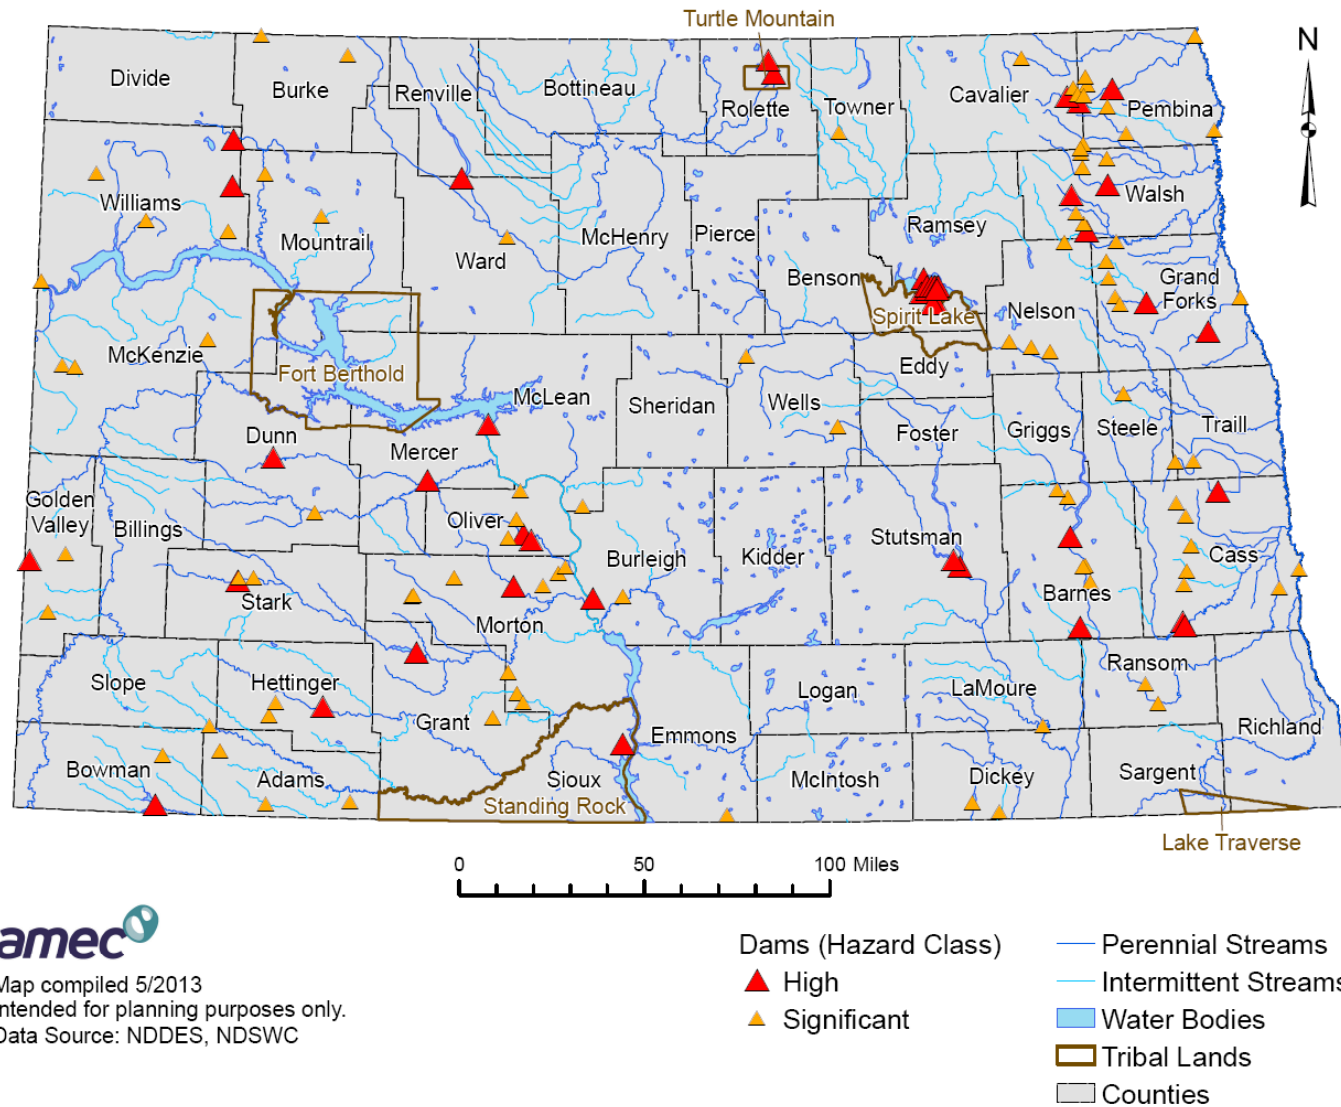 Turtle Mountain
N
Divide
Burke
Renville
Bottineau
Rolette
Towner
Cavalier
Pembina
Williams
Mountrail
Ward
McHenry
Pierce
Benson
Ramsey
Walsh
Nelson
Grand
Forks
Spirit Lake
McKenzie
Fort Berthold
McLean
Sheridan
Wells
Eddy
Foster
Griggs
Steele
Traill
Dunn
Mercer
Golden
Valley
Billings
Oliver
Burleigh
Kidder
Stutsman
Barnes
Cass
Stark
Morton
Slope
Hettinger
Grant
Emmons
Logan
LaMoure
Ransom
Richland
Bowman
Adams
Sioux
Standing Rock
McIntosh
Dickey
Sargent
Lake Traverse
0 50 100 Miles
amec
Map compiled 5/2013
ntended for planning purposes only.
Data Source: NDDES, NDSWC
Dams (Hazard Class)
High
Significant
Perennial Streams
Intermittent Streams
Water Bodies
Tribal Lands
Counties